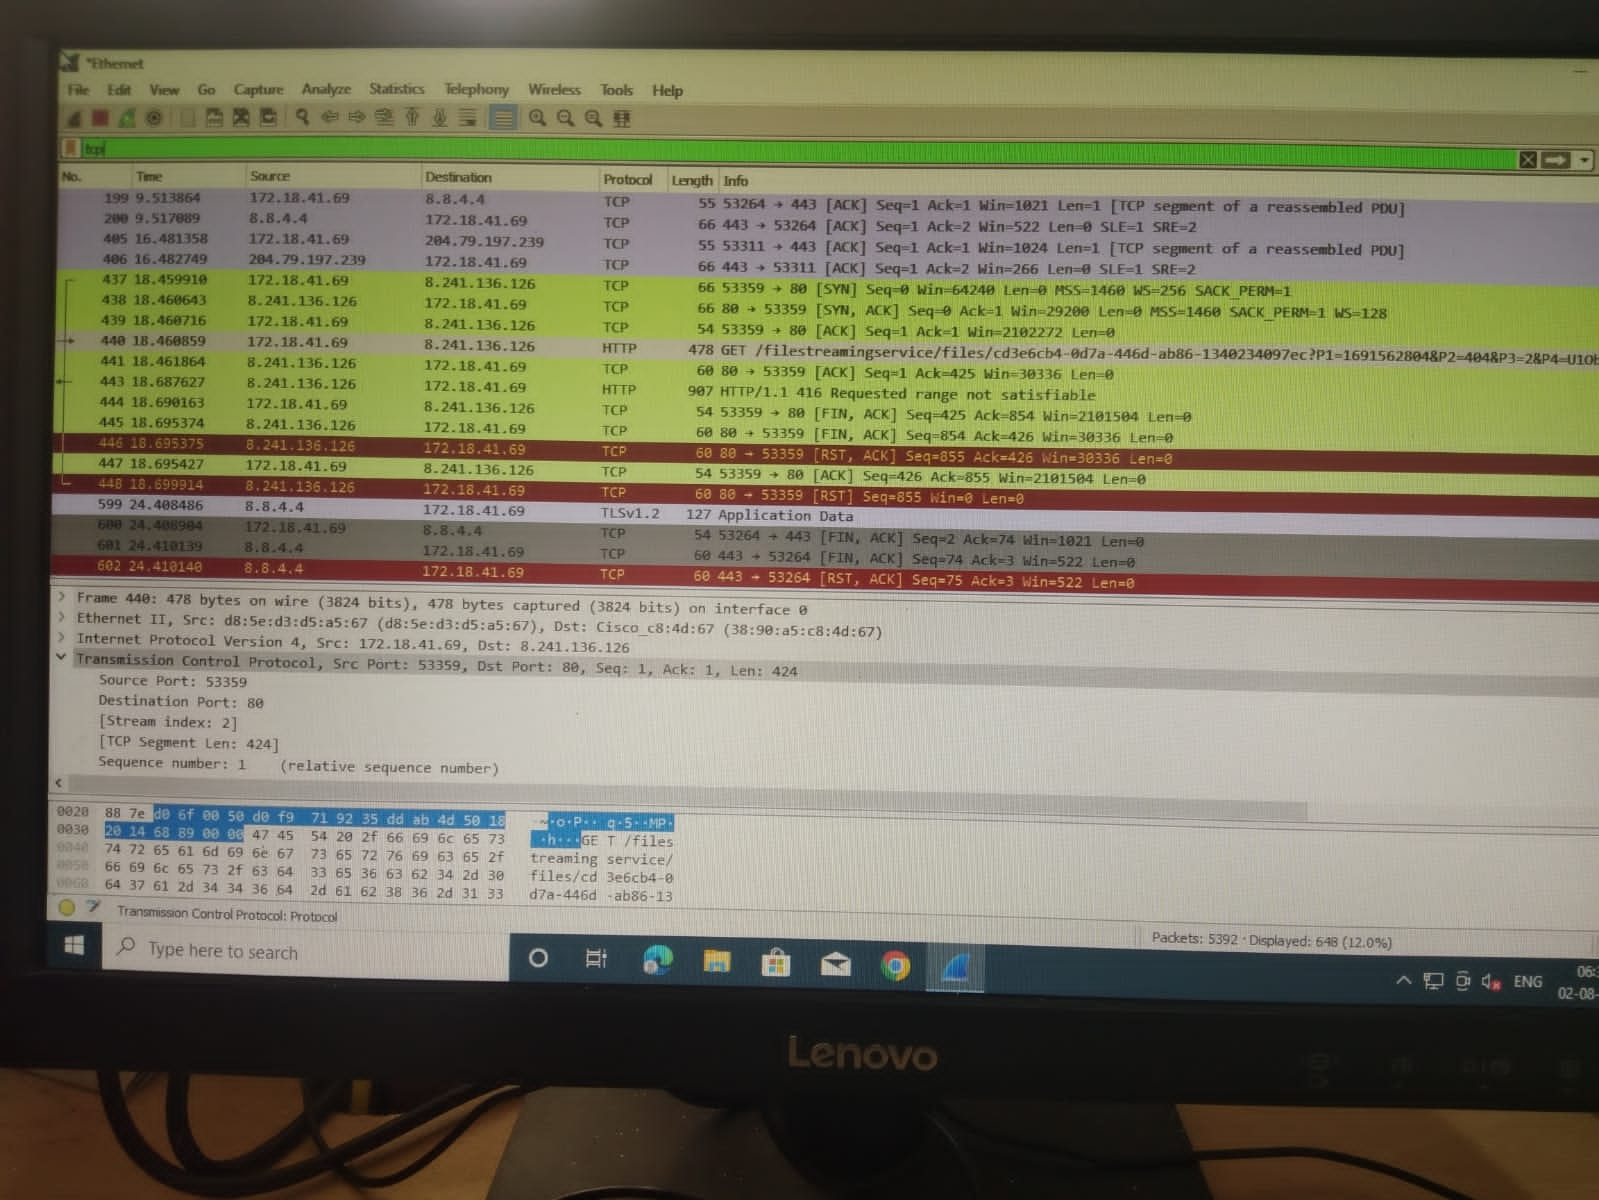 *Ethernet
File Edit View Go Capture Analyze Statistics Telephony Wireless Tools Help
tcp
No. Time Source Destination Protocol Length Info
199 9.513864 172.18.41.69 8.8.4.4 TCP 55 53264 → 443 [ACK] Seq=1 Ack=1 Win=1021 Len=1 [TCP segment of a reassembled PDU]
200 9.517089 8.8.4.4 172.18.41.69 TCP 66 443 → 53264 [ACK] Seq=1 Ack=2 Win=522 Len=0 SLE=1 SRE=2
405 16.481358 172.18.41.69 204.79.197.239 TCP 55 53311 → 443 [ACK] Seq=1 Ack=1 Win=1024 Len=1 [TCP segment of a reassembled PDU]
406 16.482749 204.79.197.239 172.18.41.69 TCP 66 443 → 53311 [ACK] Seq=1 Ack=2 Win=266 Len=0 SLE=1 SRE=2
437 18.459910 172.18.41.69 8.241.136.126 TCP 66 53359 → 80 [SYN] Seq=0 Win=64240 Len=0 MSS=1460 WS=256 SACK_PERM=1
438 18.460643 8.241.136.126 172.18.41.69 TCP 66 80 → 53359 [SYN, ACK] Seq=0 Ack=1 Win=29200 Len=0 MSS=1460 SACK_PERM=1 WS=128
439 18.460716 172.18.41.69 8.241.136.126 TCP 54 53359 → 80 [ACK] Seq=1 Ack=1 Win=2102272 Len=0
440 18.460859 172.18.41.69 8.241.136.126 HTTP 478 GET /filestreamingservice/files/cd3e6cb4-0d7a-446d-ab86-1340234097ec?P1=1691562804&P2=404&P3=2&P4=U1Ob
441 18.461864 8.241.136.126 172.18.41.69 TCP 60 80 → 53359 [ACK] Seq=1 Ack=425 Win=30336 Len=0
443 18.687627 8.241.136.126 172.18.41.69 HTTP 907 HTTP/1.1 416 Requested range not satisfiable
444 18.690163 172.18.41.69 8.241.136.126 TCP 54 53359 → 80 [FIN, ACK] Seq=425 Ack=854 Win=2101504 Len=0
445 18.695374 8.241.136.126 172.18.41.69 TCP 60 80 → 53359 [FIN, ACK] Seq=854 Ack=426 Win=30336 Len=0
446 18.695375 8.241.136.126 172.18.41.69 TCP 60 80 → 53359 [RST, ACK] Seq=855 Ack=426 Win=30336 Len=0
447 18.695427 172.18.41.69 8.241.136.126 TCP 54 53359 → 80 [ACK] Seq=426 Ack=855 Win=2101504 Len=0
448 18.699914 8.241.136.126 172.18.41.69 TCP 60 80 → 53359 [RST] Seq=855 Win=0 Len=0
599 24.408486 8.8.4.4 172.18.41.69 TLSv1.2 127 Application Data
600 24.408904 172.18.41.69 8.8.4.4 TCP 54 53264 → 443 [FIN, ACK] Seq=2 Ack=74 Win=1021 Len=0
601 24.410139 8.8.4.4 172.18.41.69 TCP 60 443 → 53264 [FIN, ACK] Seq=74 Ack=3 Win=522 Len=0
602 24.410140 8.8.4.4 172.18.41.69 TCP 60 443 → 53264 [RST, ACK] Seq=75 Ack=3 Win=522 Len=0
Frame 440: 478 bytes on wire (3824 bits), 478 bytes captured (3824 bits) on interface 0
Ethernet II, Src: d8:5e:d3:d5:a5:67 (d8:5e:d3:d5:a5:67), Dst: Cisco_c8:4d:67 (38:90:a5:c8:4d:67)
Internet Protocol Version 4, Src: 172.18.41.69, Dst: 8.241.136.126
Transmission Control Protocol, Src Port: 53359, Dst Port: 80, Seq: 1, Ack: 1, Len: 424
Source Port: 53359
Destination Port: 80
[Stream index: 2]
[TCP Segment Len: 424]
Sequence number: 1 (relative sequence number)
0020 88 7e d0 6f 00 50 d0 f9 71 92 35 dd ab 4d 50 18 ·~·o·P·· q·5··MP·
0030 20 14 68 89 00 00 47 45 54 20 2f 66 69 6c 65 73 ·h···GE T /files
0040 74 72 65 61 6d 69 6e 67 73 65 72 76 69 63 65 2f treaming service/
0050 66 69 6c 65 73 2f 63 64 33 65 36 63 62 34 2d 30 files/cd 3e6cb4-0
0060 64 37 61 2d 34 34 36 64 2d 61 62 38 36 2d 31 33 d7a-446d -ab86-13
Transmission Control Protocol: Protocol
Packets: 5392 · Displayed: 648 (12.0%)
Type here to search
ENG
06:
02-08-
Lenovo